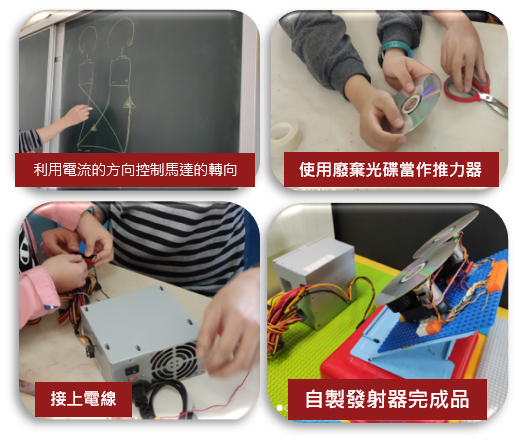 利用電流的方向控制馬達的轉向
使用廢棄光碟當作推力器
接上電線
自製發射器完成品